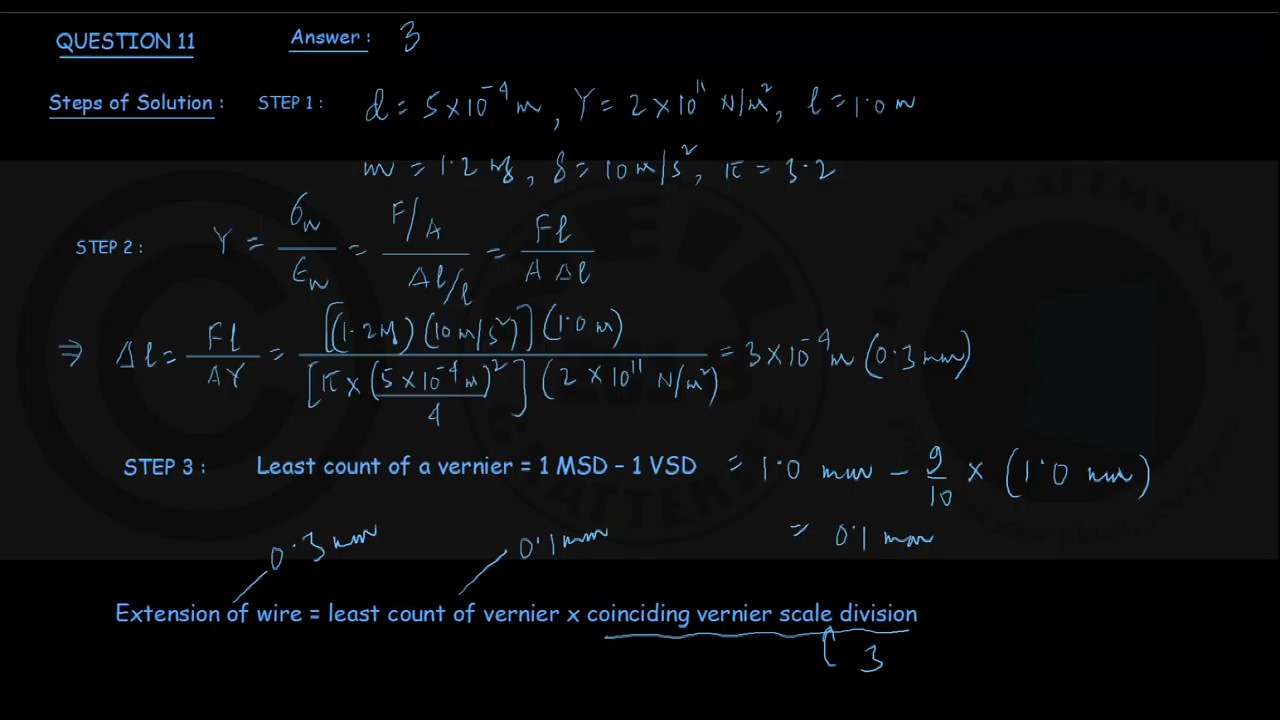 QUESTION 11 Answer : 3
Steps of Solution : STEP 1 : d = 5 × 10⁻⁴ m, Y = 2 × 10¹¹ N/m², l = 1.0 m
m = 1.2 kg, g = 10 m/s², π = 3.2
STEP 2 : Y = σn/εn = (F/A)/(Δl/l) = Fl/(A Δl)
⇒ Δl = Fl/(AY) = [(1.2 kg)(10 m/s²)](1.0 m) / [π × (5 × 10⁻⁴ m)²/4](2 × 10¹¹ N/m²) = 3 × 10⁻⁴ m (0.3 mm)
STEP 3 : Least count of a vernier = 1 MSD – 1 VSD = 1.0 mm – 9/10 × (1.0 mm)
= 0.1 mm
0.3 mm 0.1 mm
Extension of wire = least count of vernier x coinciding vernier scale division
3